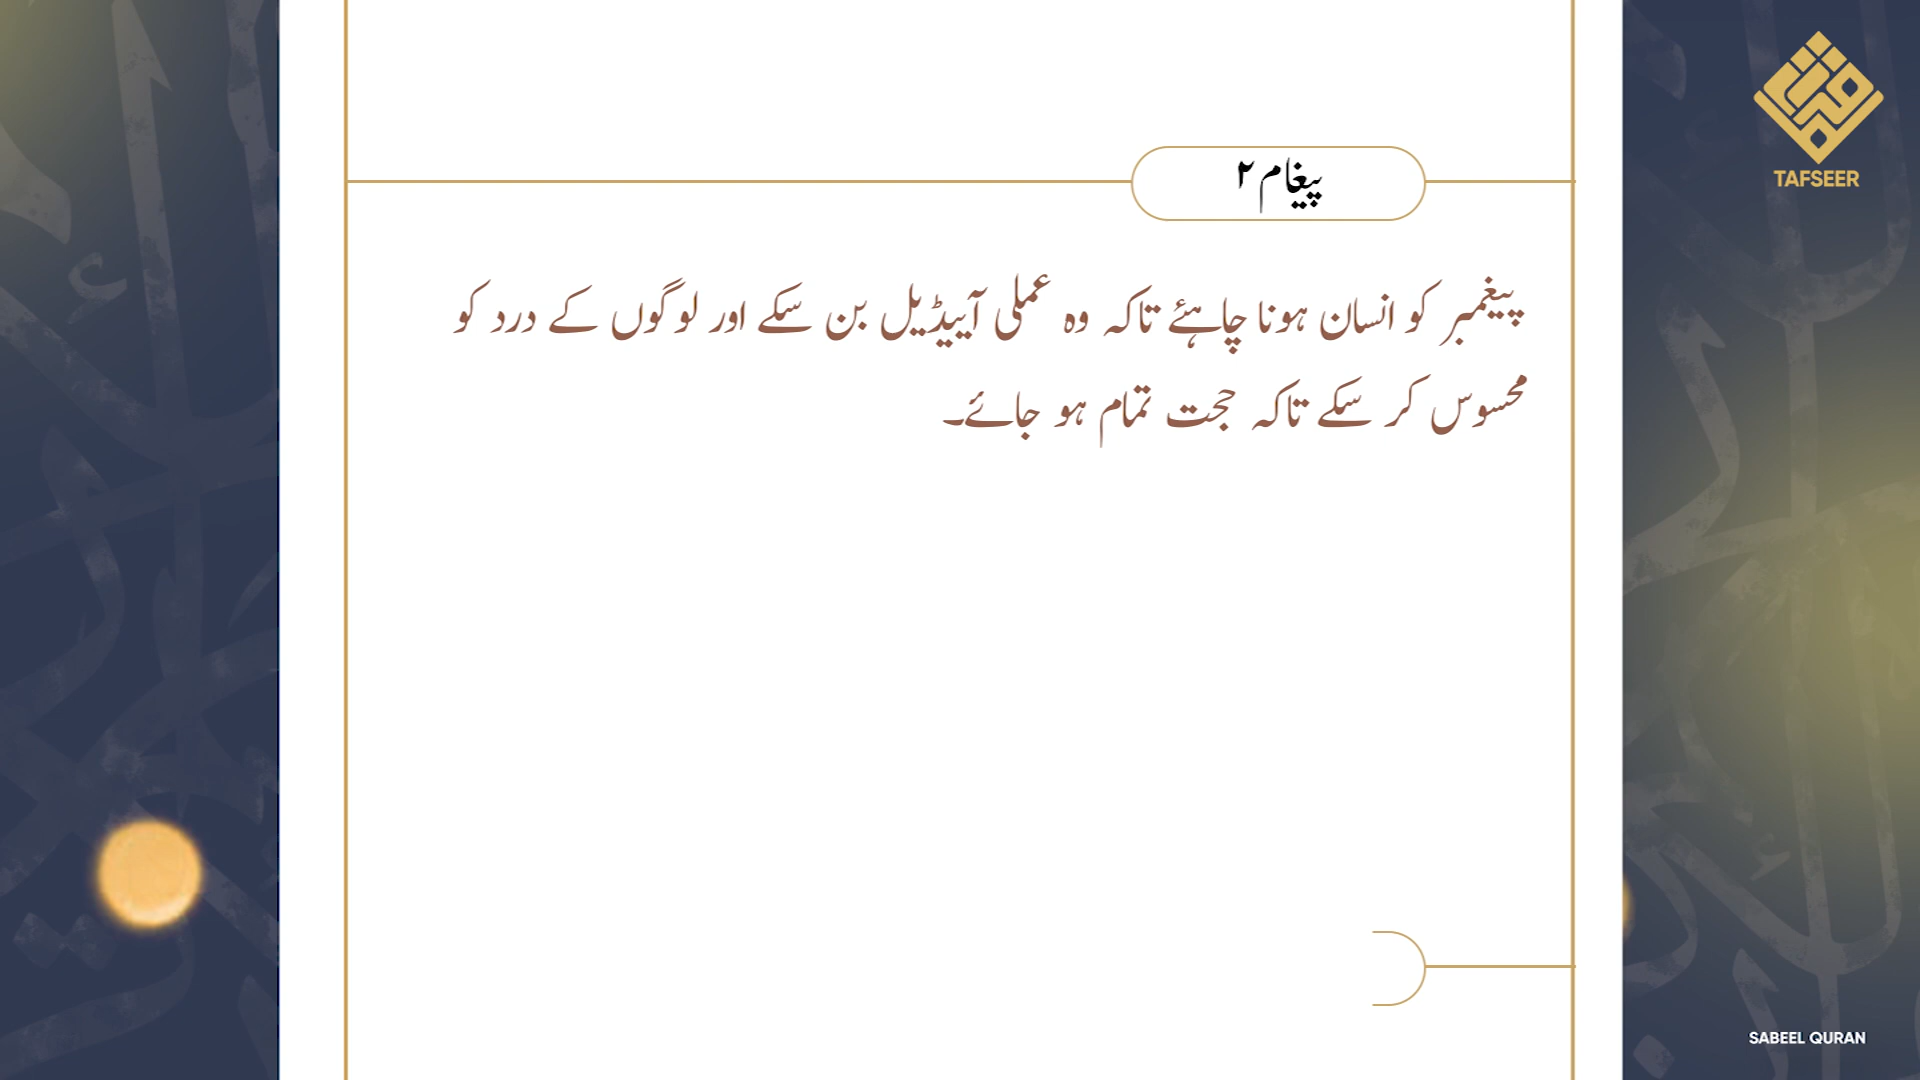 TAFSEER
پیغام ۲
پیغمبر کو انسان ہونا چاہئے تاکہ وہ عملی آییڈیل بن سکے اور لوگوں کے درد کو
محسوس کر سکے تاکہ حجت تمام ہو جائے۔
SABEEL QURAN